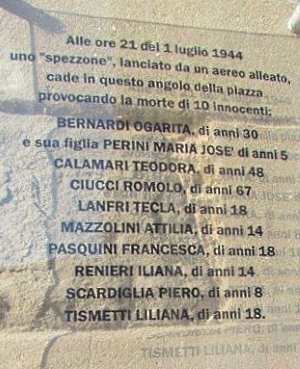 Alle ore 21 del 1 luglio 1944
uno "spezzone", lanciato da un aereo alleato,
cade in questo angolo della piazza
provocando la morte di 10 innocenti:
BERNARDI OGARITA, di anni 30
e sua figlia PERINI MARIA JOSE' di anni 5
CALAMARI TEODORA, di anni 48
CIUCCI ROMOLO, di anni 67
LANFRI TECLA, di anni 18
MAZZOLINI ATTILIA, di anni 14
PASQUINI FRANCESCA, di anni 18
RENIERI ILIANA, di anni 14
SCARDIGLIA PIERO, di anni 8
TISMETTI LILIANA, di anni 18.